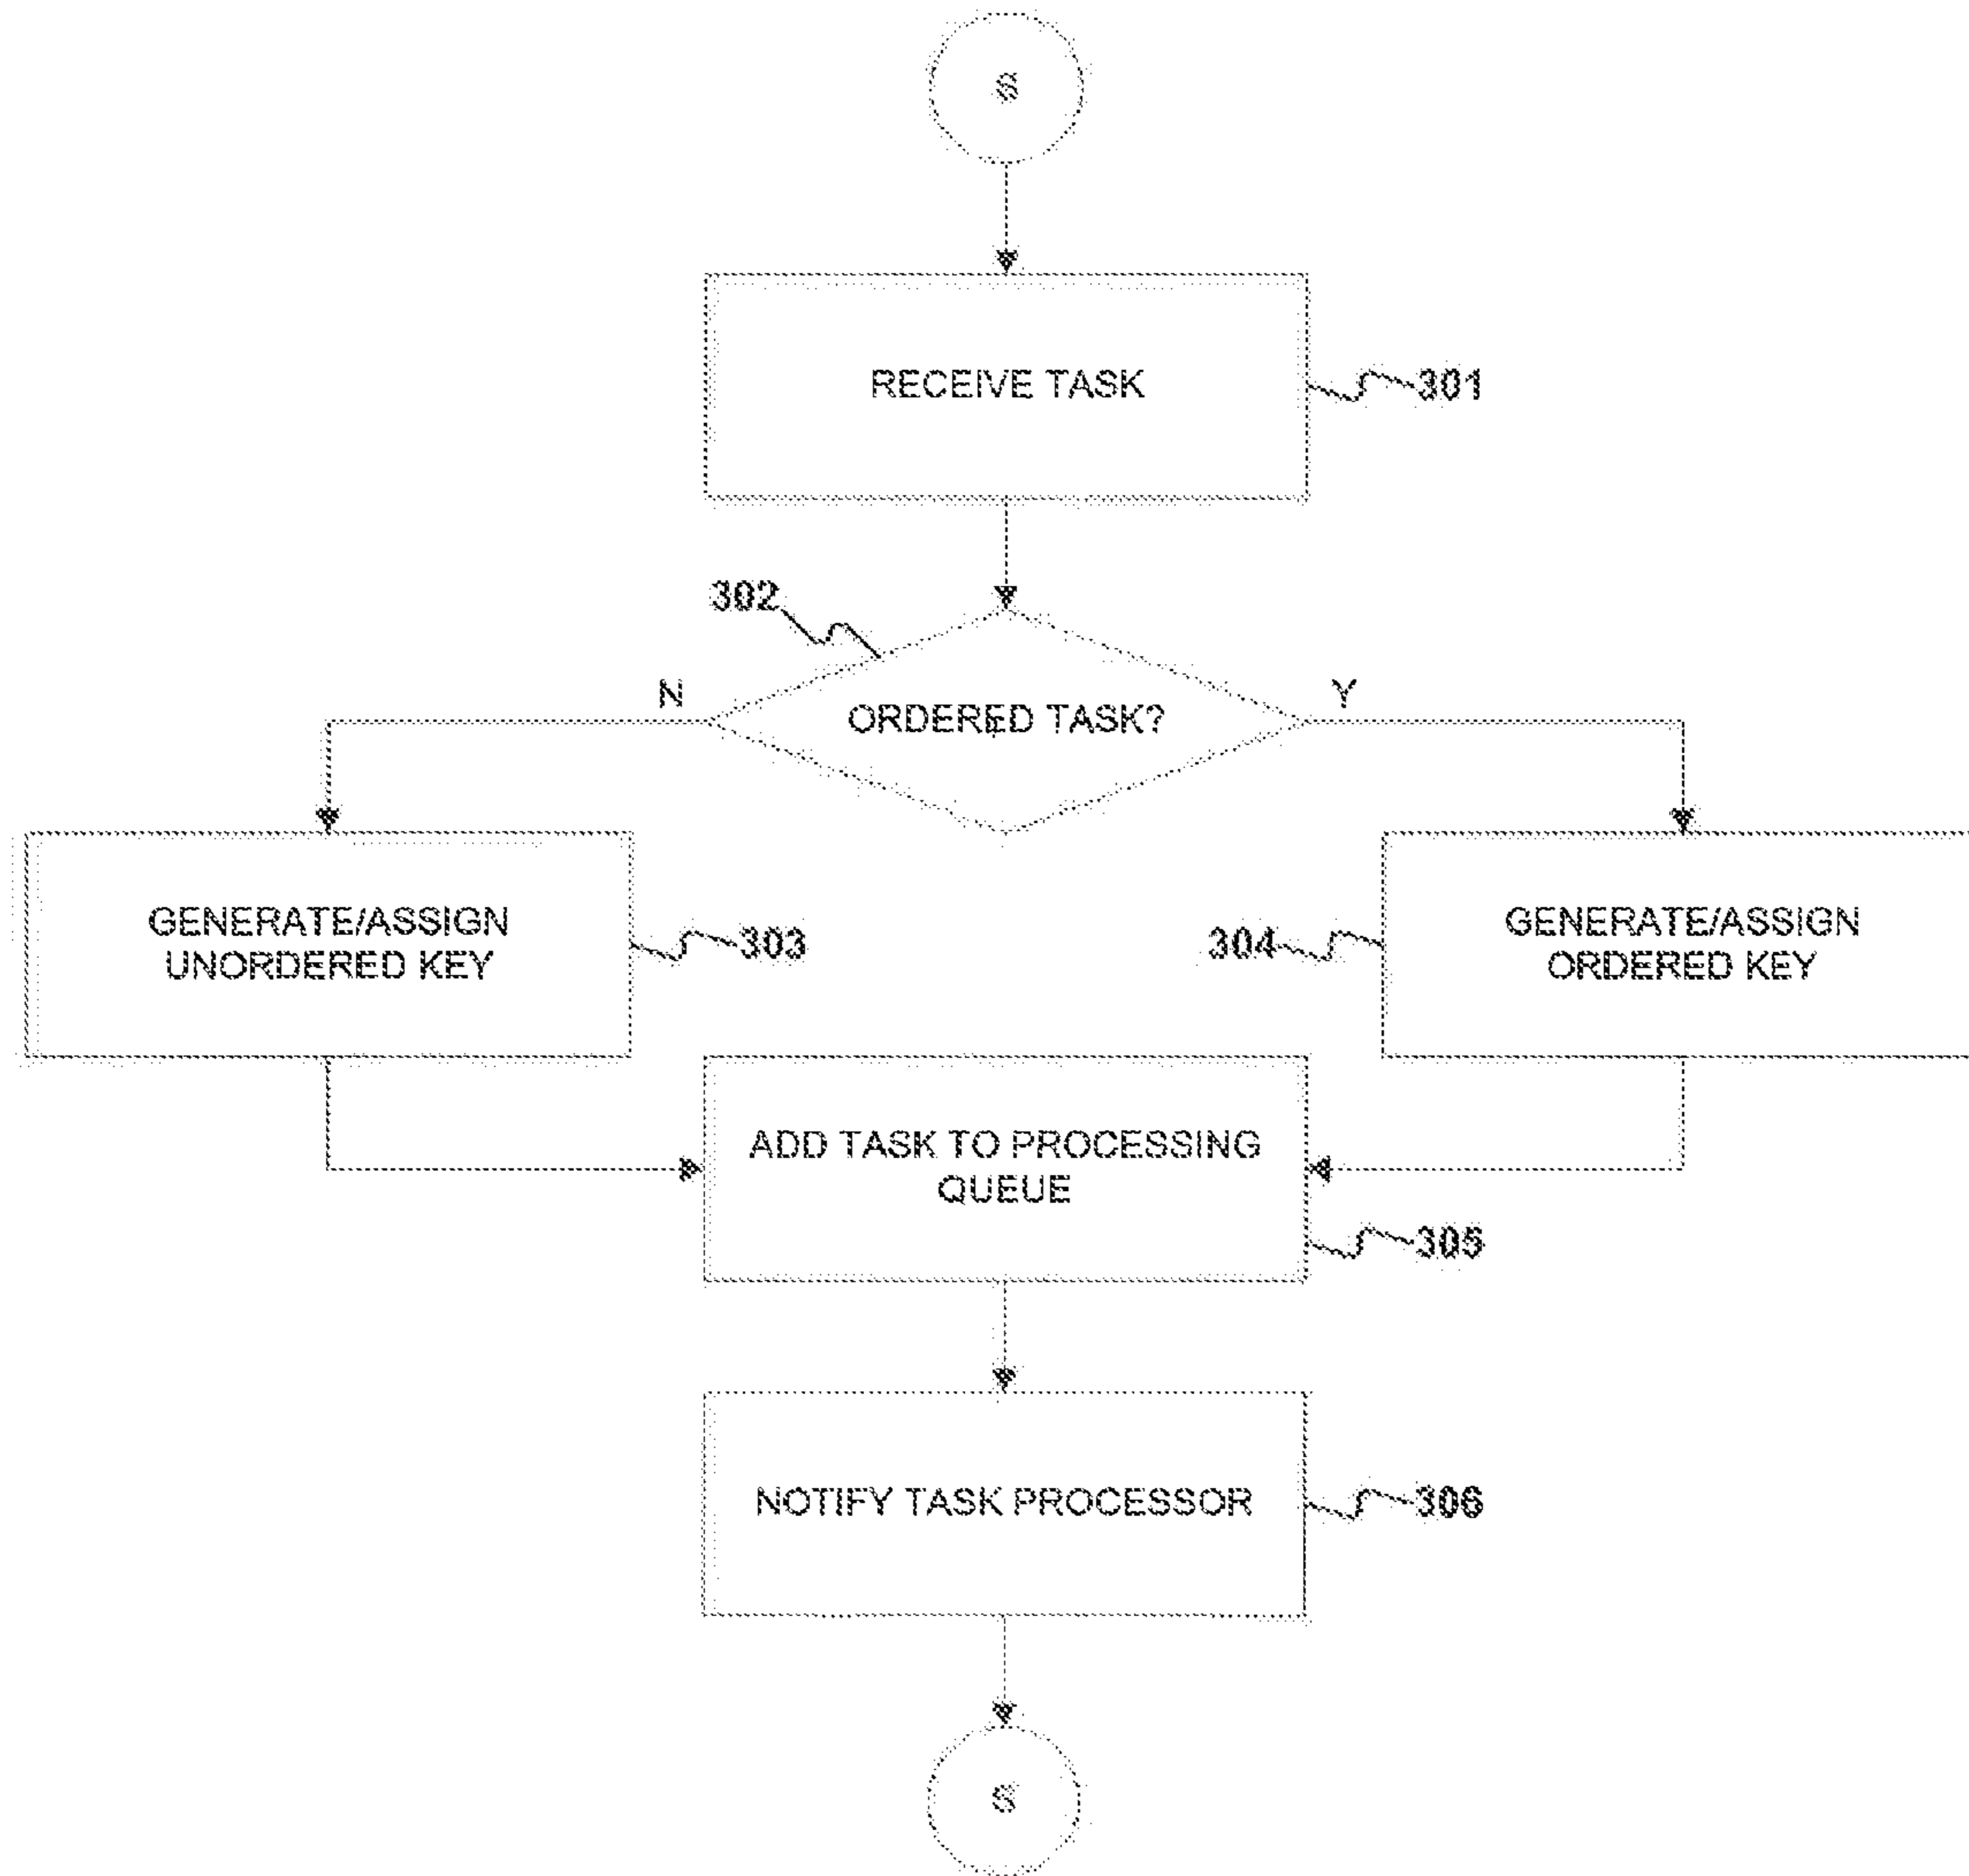 S
RECEIVE TASK
301
302
N
ORDERED TASK?
Y
GENERATE/ASSIGN
UNORDERED KEY
303
304
GENERATE/ASSIGN
ORDERED KEY
ADD TASK TO PROCESSING
QUEUE
305
NOTIFY TASK PROCESSOR
306
S